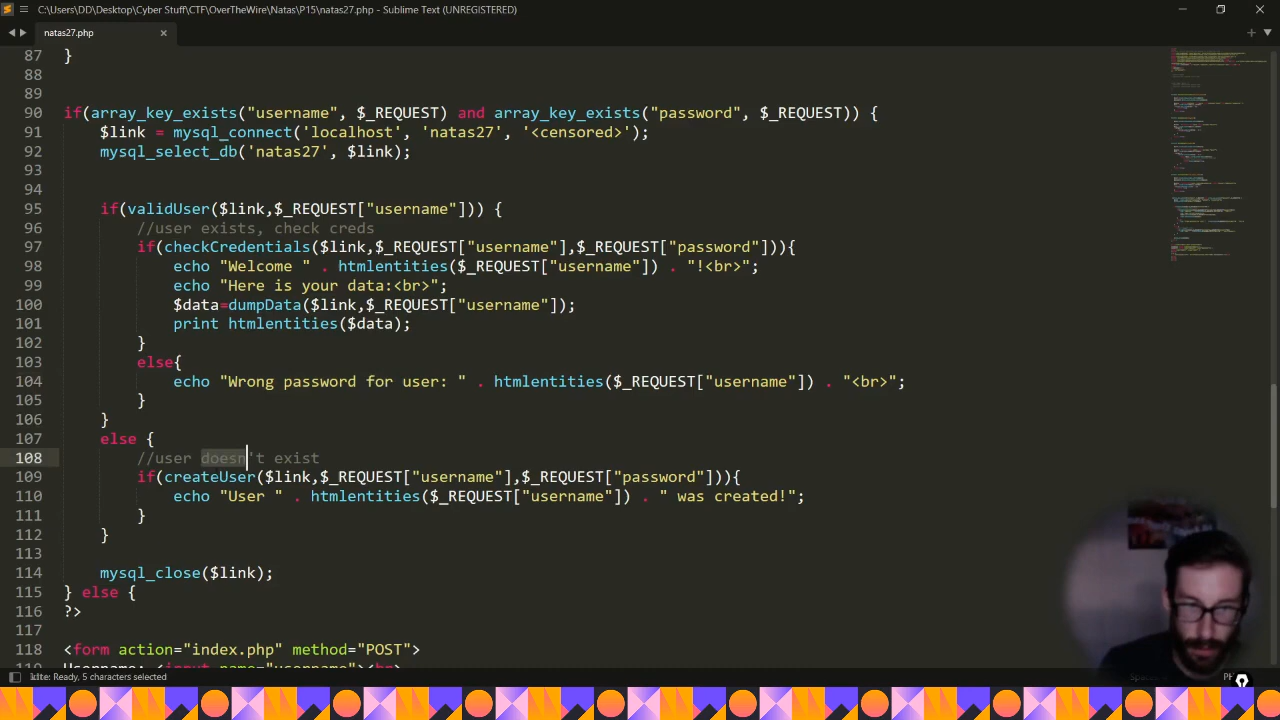 C:\Users\DD\Desktop\Cyber Stuff\CTF\OverTheWire\Natas\P15\natas27.php - Sublime Text (UNREGISTERED)
natas27.php
87 }
88
89
90 if(array_key_exists("username", $_REQUEST) and array_key_exists("password", $_REQUEST)) {
91 $link = mysql_connect('localhost', 'natas27', '<censored>');
92 mysql_select_db('natas27', $link);
93
94
95 if(validUser($link,$_REQUEST["username"])) {
96 //user exists, check creds
97 if(checkCredentials($link,$_REQUEST["username"],$_REQUEST["password"])){
98 echo "Welcome " . htmlentities($_REQUEST["username"]) . "!<br>";
99 echo "Here is your data:<br>";
100 $data=dumpData($link,$_REQUEST["username"]);
101 print htmlentities($data);
102 }
103 else{
104 echo "Wrong password for user: " . htmlentities($_REQUEST["username"]) . "<br>";
105 }
106 }
107 else {
108 //user doesn't exist
109 if(createUser($link,$_REQUEST["username"],$_REQUEST["password"])){
110 echo "User " . htmlentities($_REQUEST["username"]) . " was created!";
111 }
112 }
113
114 mysql_close($link);
115 } else {
116 ?>
117
118 <form action="index.php" method="POST">
119 Username: <input name="username"><br>
kite: Ready, 5 characters selected